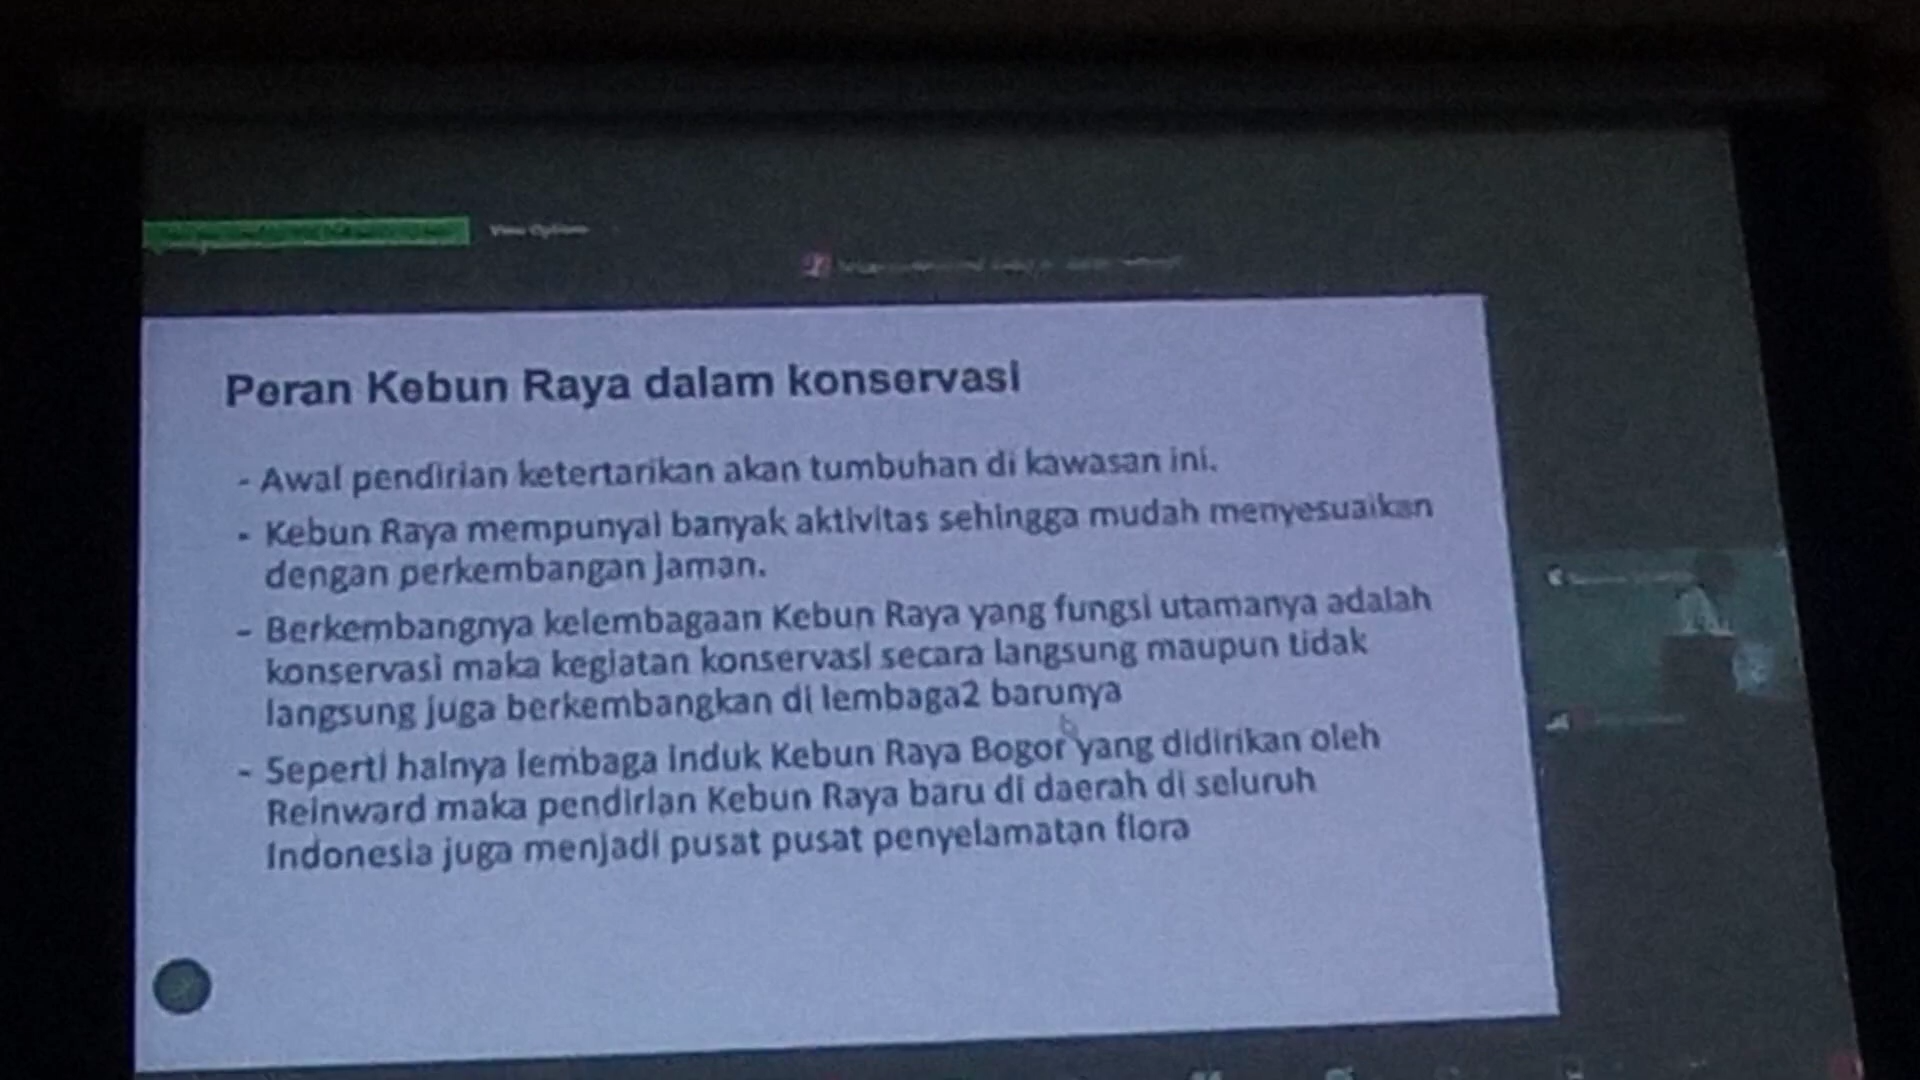 View Options
Peran Kebun Raya dalam konservasi
- Awal pendirian ketertarikan akan tumbuhan di kawasan ini.
- Kebun Raya mempunyai banyak aktivitas sehingga mudah menyesuaikan
dengan perkembangan jaman.
- Berkembangnya kelembagaan Kebun Raya yang fungsi utamanya adalah
konservasi maka kegiatan konservasi secara langsung maupun tidak
langsung juga berkembangkan di lembaga2 barunya
- Seperti halnya lembaga induk Kebun Raya Bogor yang didirikan oleh
Reinward maka pendirian Kebun Raya baru di daerah di seluruh
Indonesia juga menjadi pusat pusat penyelamatan flora